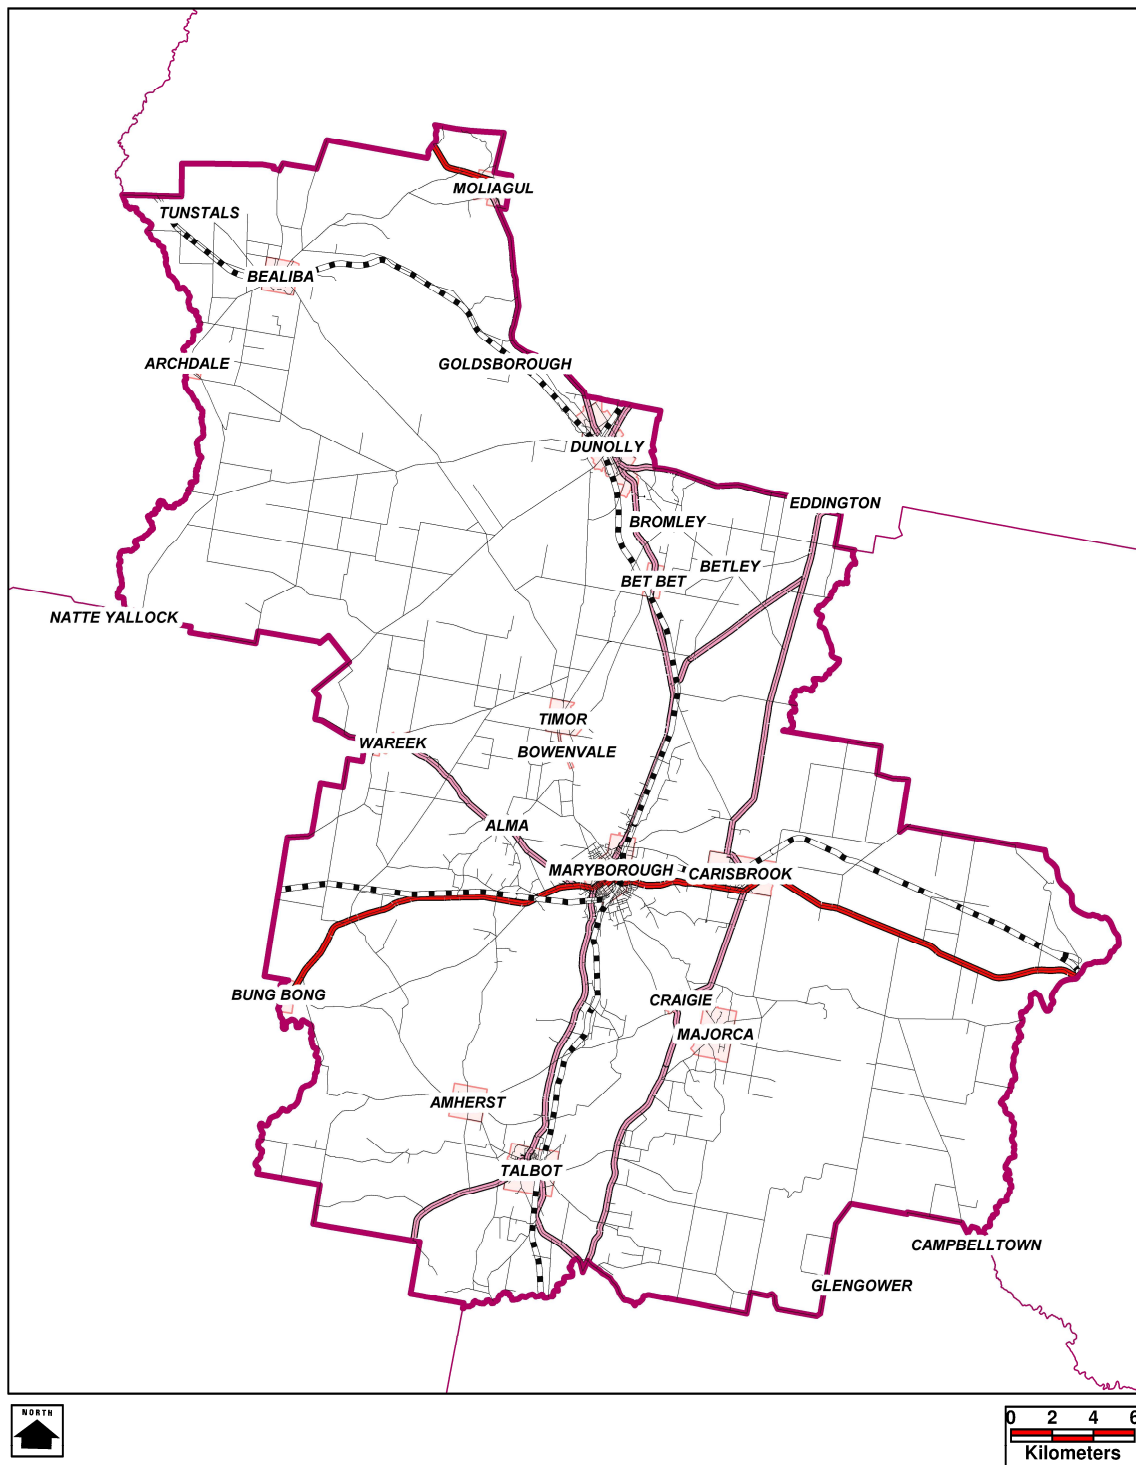 MOLIAGUL
TUNSTALS
BEALIBA
ARCHDALE
GOLDSBOROUGH
DUNOLLY
EDDINGTON
BROMLEY
BETLEY
BET BET
NATTE YALLOCK
TIMOR
WAREEK
BOWENVALE
ALMA
MARYBOROUGH
CARISBROOK
BUNG BONG
CRAIGIE
MAJORCA
AMHERST
TALBOT
CAMPBELLTOWN
GLENGOWER
NORTH
0 2 4 6
Kilometers